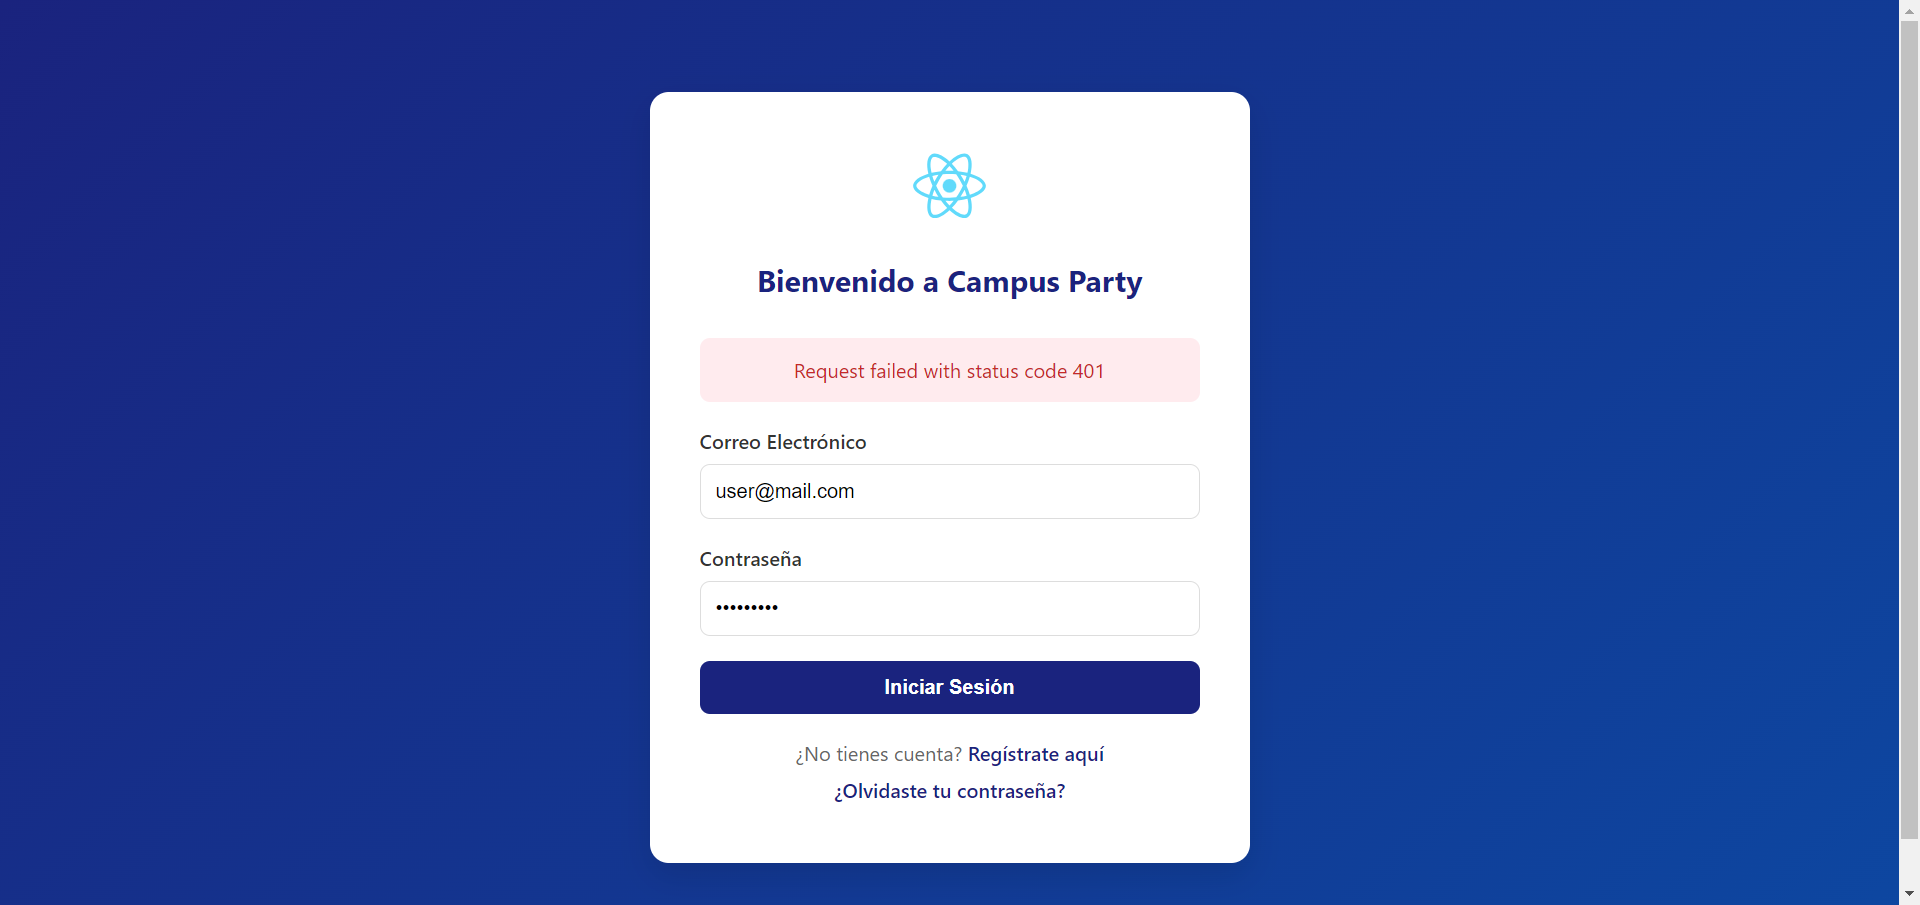 Bienvenido a Campus Party
Request failed with status code 401
Correo Electrónico
user@mail.com
Contraseña
•••••••••
Iniciar Sesión
¿No tienes cuenta? Regístrate aquí
¿Olvidaste tu contraseña?